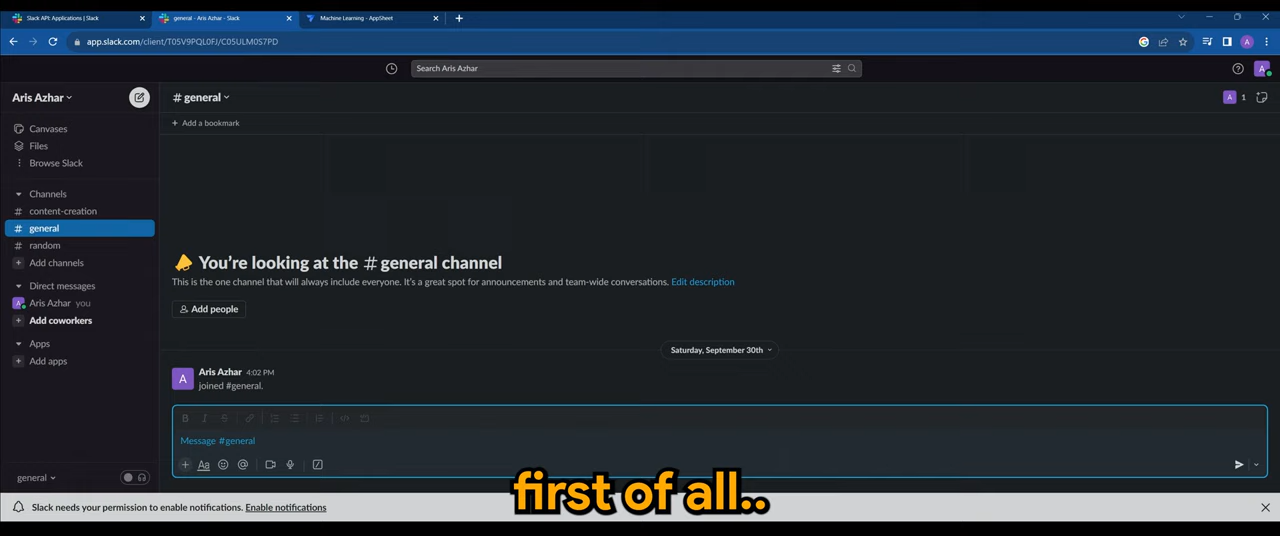 Slack API: Applications | Slack
general - Aris Azhar - Slack
Machine Learning - AppSheet
app.slack.com/client/T05V9PQL0FJ/C05ULM0S7PD
A
Search Aris Azhar
A
Aris Azhar
# general
A 1
+ Add a bookmark
Canvases
Files
Browse Slack
Channels
# content-creation
# general
# random
+ Add channels
Direct messages
Aris Azhar you
+ Add coworkers
Apps
+ Add apps
You're looking at the # general channel
This is the one channel that will always include everyone. It's a great spot for announcements and team-wide conversations. Edit description
Add people
Saturday, September 30th
A
Aris Azhar 4:02 PM
joined #general.
B I S
Message #general
+ Aa @
general
first of all..
Slack needs your permission to enable notifications. Enable notifications